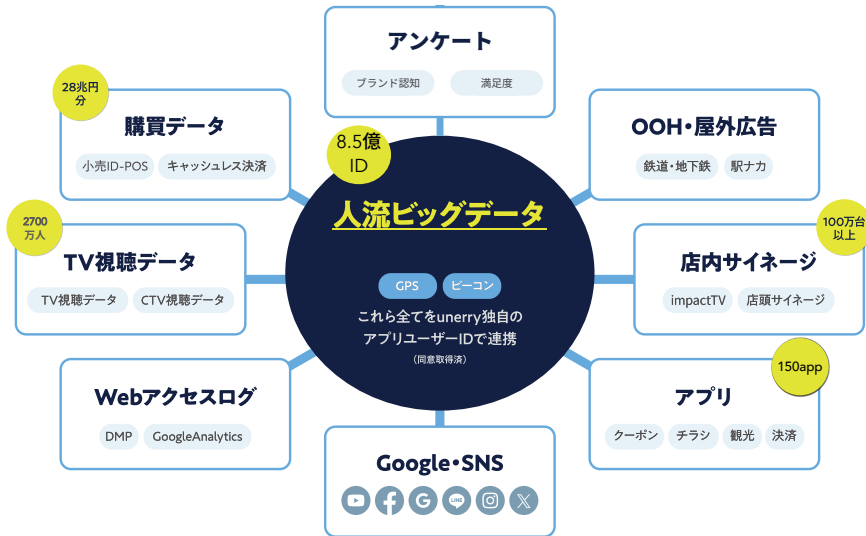 アンケート
ブランド認知 満足度
28兆円
分
購買データ
小売ID-POS キャッシュレス決済
8.5億
ID
OOH・屋外広告
鉄道・地下鉄 駅ナカ
人流ビッグデータ
GPS ビーコン
これら全てをunerry独自の
アプリユーザーIDで連携
(同意取得済)
2700
万人
TV視聴データ
TV視聴データ CTV視聴データ
100万台
以上
店内サイネージ
impactTV 店頭サイネージ
Webアクセスログ
DMP GoogleAnalytics
150app
アプリ
クーポン チラシ 観光 決済
Google・SNS
LINE